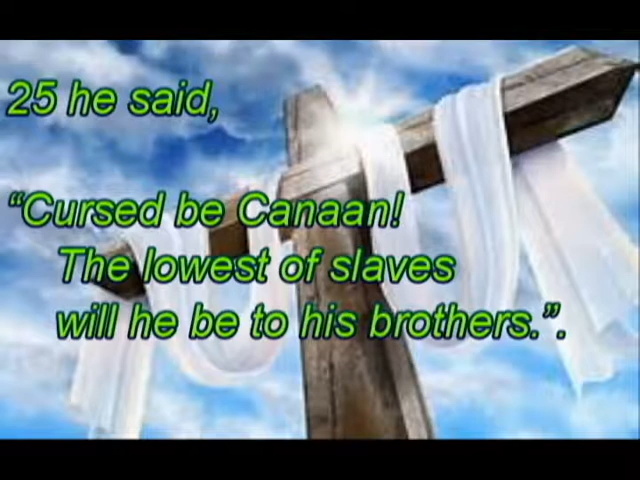 25 he said,
“Cursed be Canaan!
The lowest of slaves
will he be to his brothers.”.